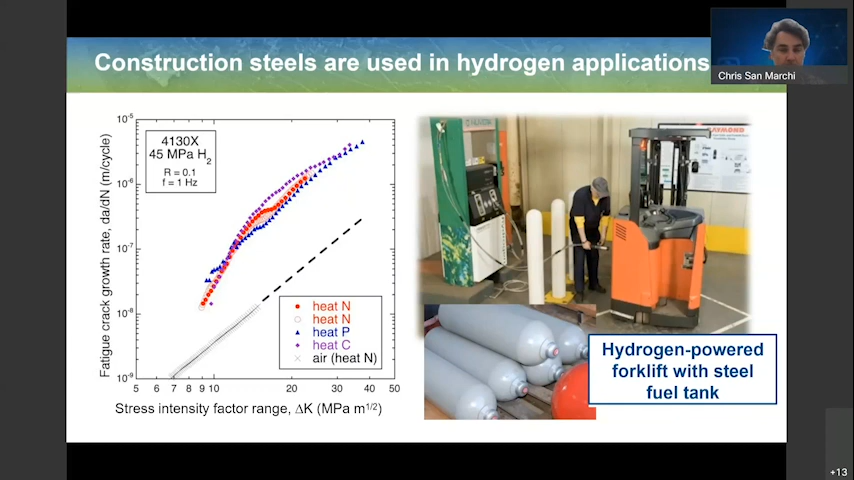 Construction steels are used in hydrogen applications
Chris San Marchi
Fatigue crack growth rate, da/dN (m/cycle)
10-5
10-6
10-7
10-8
10-9
4130X
45 MPa H2
R = 0.1
f = 1 Hz
heat N
heat N
heat P
heat C
air (heat N)
5 6 7 8 9 10 20 30 40 50
Stress intensity factor range, ΔK (MPa m1/2)
RAYMOND
Hydrogen-powered
forklift with steel
fuel tank
+13